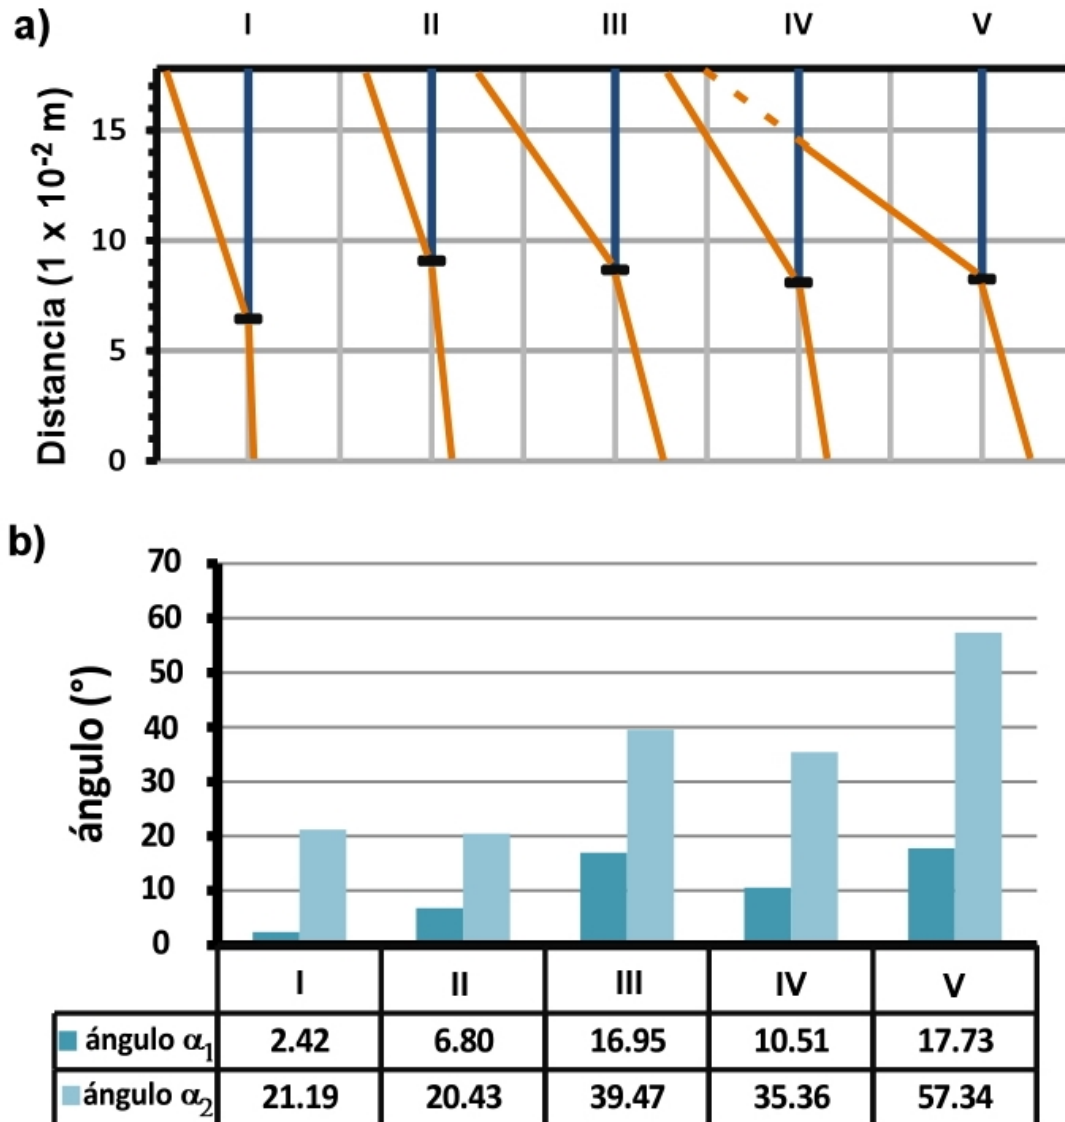 a)
I II III IV V
Distancia (1 x 10⁻² m)
15
10
5
0
b)
ángulo (°)
70
60
50
40
30
20
10
0
I II III IV V
ángulo α₁ 2.42 6.80 16.95 10.51 17.73
ángulo α₂ 21.19 20.43 39.47 35.36 57.34